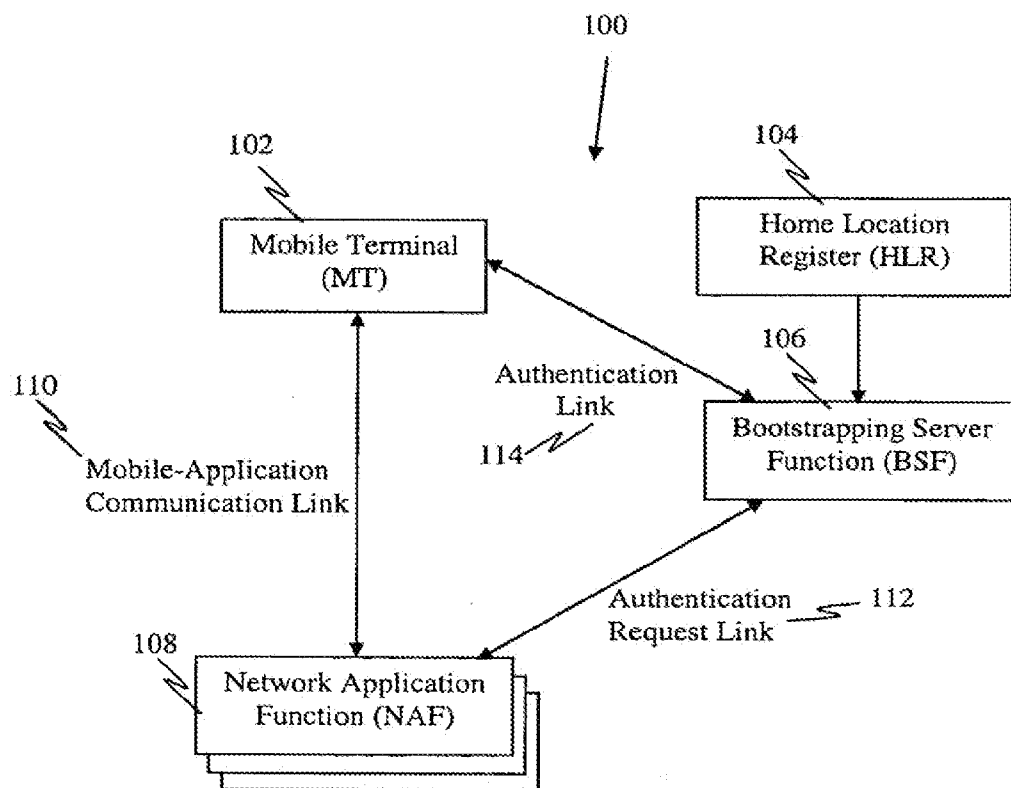 100
102
104
Mobile Terminal
(MT)
Home Location
Register (HLR)
106
110
Authentication
Link
114
Bootstrapping Server
Function (BSF)
Mobile-Application
Communication Link
Authentication
Request Link
112
108
Network Application
Function (NAF)